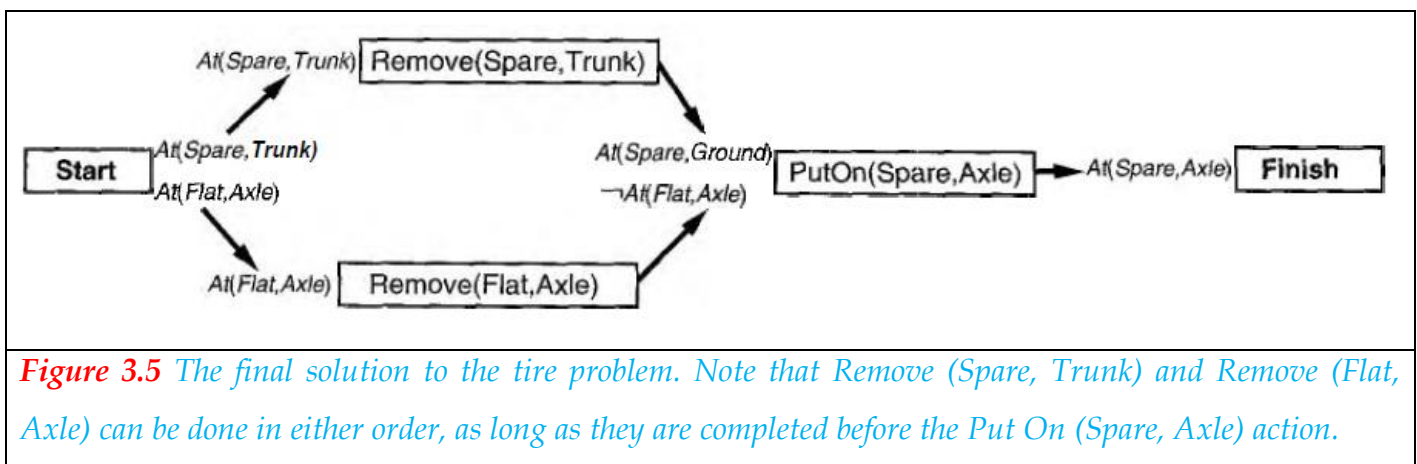 At(Spare,Trunk) Remove(Spare,Trunk)
Start At(Spare,Trunk) At(Spare,Ground) PutOn(Spare,Axle) At(Spare,Axle) Finish
At(Flat,Axle) ¬At(Flat,Axle)
At(Flat,Axle) Remove(Flat,Axle)
Figure 3.5 The final solution to the tire problem. Note that Remove (Spare, Trunk) and Remove (Flat,
Axle) can be done in either order, as long as they are completed before the Put On (Spare, Axle) action.